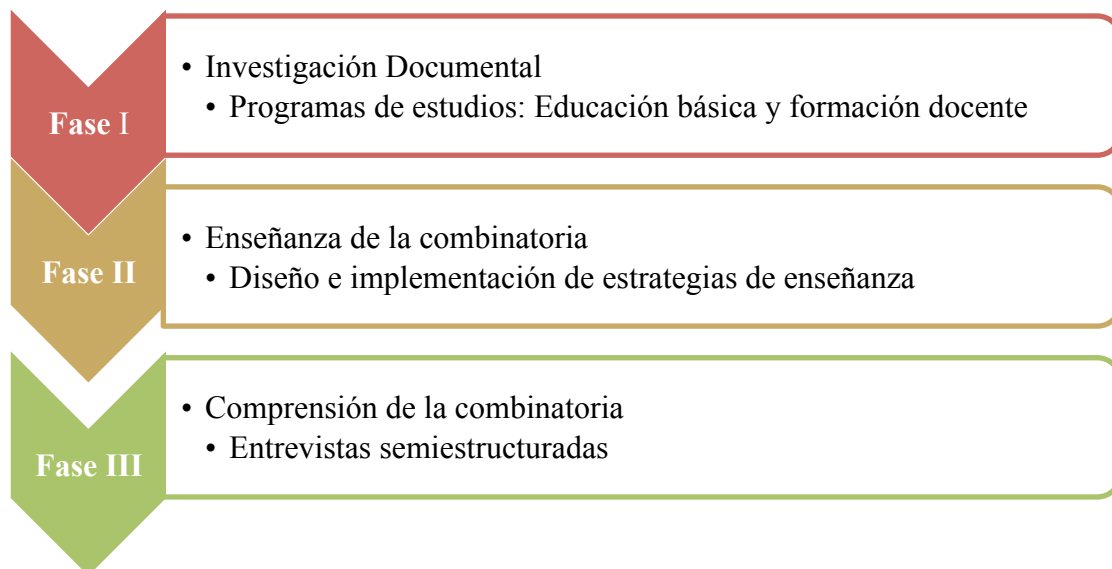 Fase I
• Investigación Documental
• Programas de estudios: Educación básica y formación docente
Fase II
• Enseñanza de la combinatoria
• Diseño e implementación de estrategias de enseñanza
Fase III
• Comprensión de la combinatoria
• Entrevistas semiestructuradas